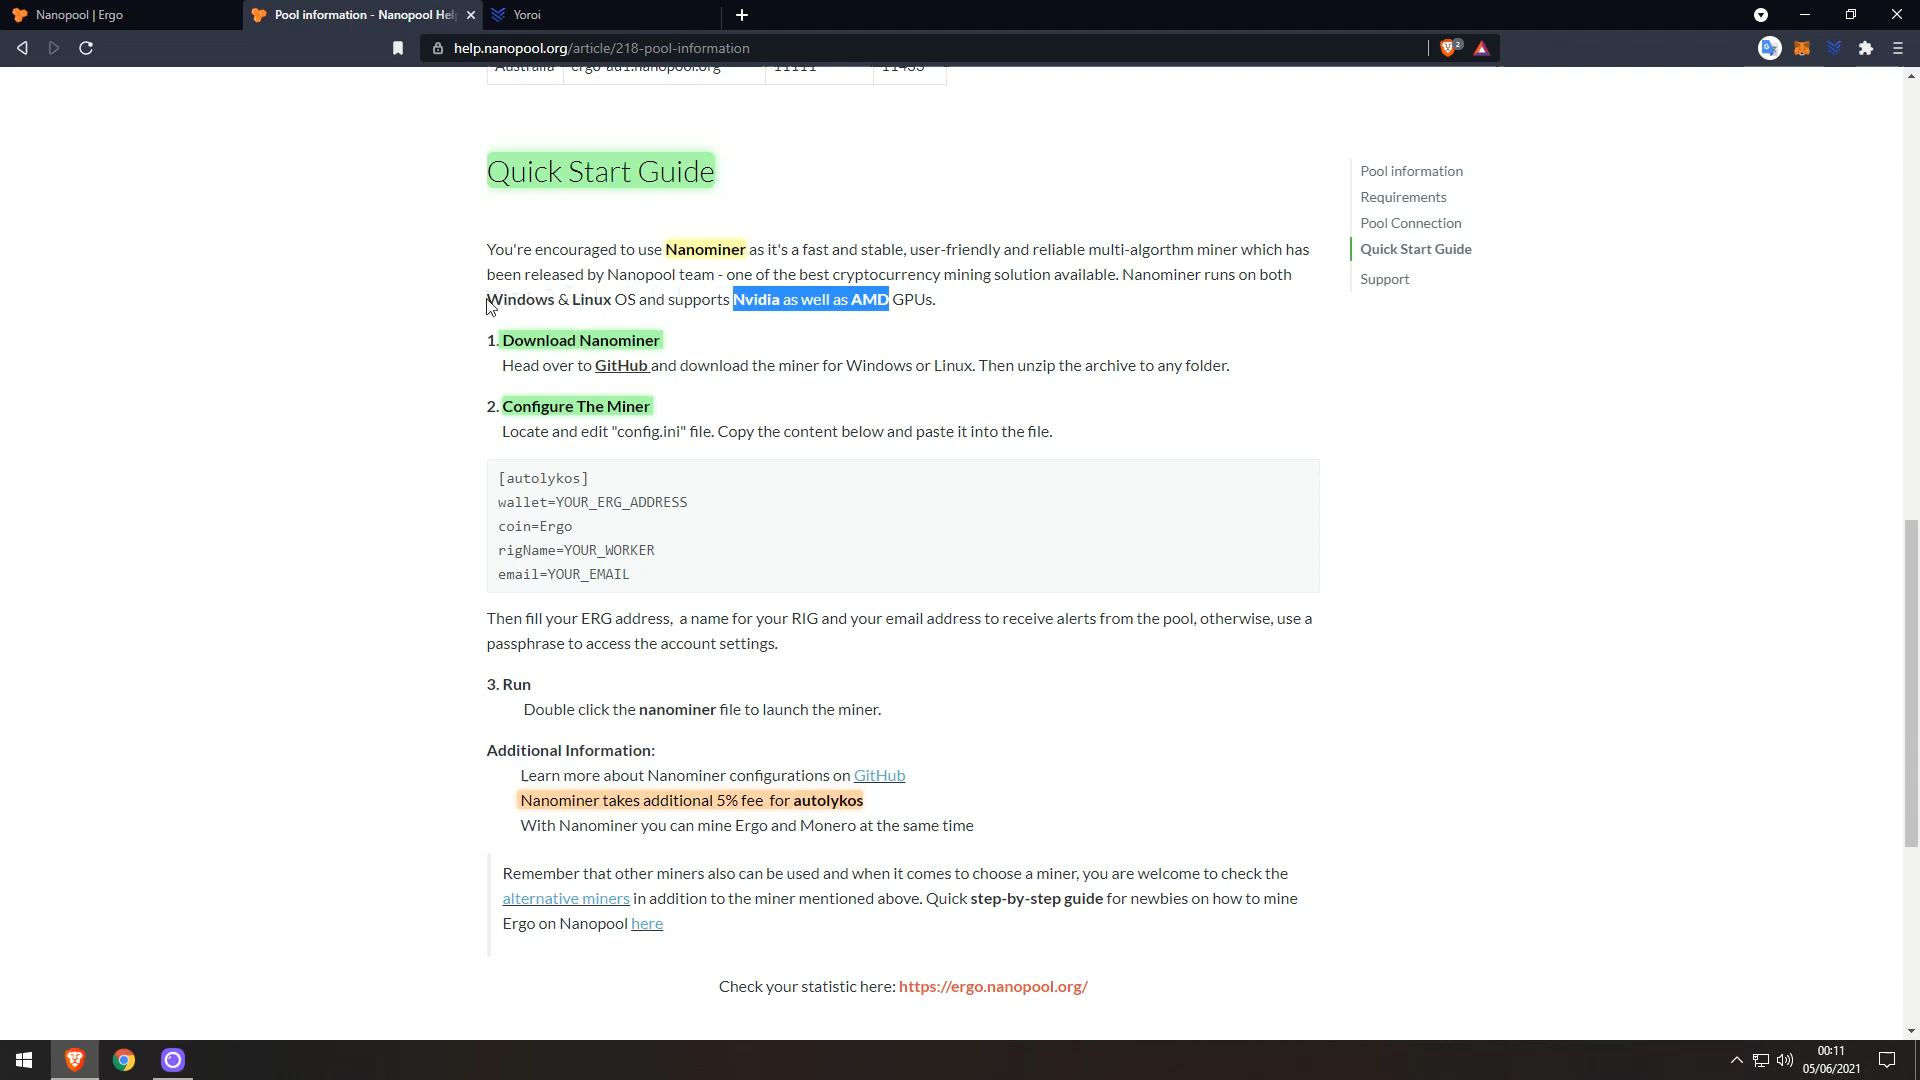 Nanopool | Ergo
Pool information - Nanopool Hel
Yoroi
help.nanopool.org/article/218-pool-information
2
Australia ergo-au1.nanopool.org 11111 11433
Quick Start Guide
You're encouraged to use Nanominer as it's a fast and stable, user-friendly and reliable multi-algorthm miner which has
been released by Nanopool team - one of the best cryptocurrency mining solution available. Nanominer runs on both
Windows & Linux OS and supports Nvidia as well as AMD GPUs.
1. Download Nanominer
Head over to GitHub and download the miner for Windows or Linux. Then unzip the archive to any folder.
2. Configure The Miner
Locate and edit "config.ini" file. Copy the content below and paste it into the file.
[autolykos]
wallet=YOUR_ERG_ADDRESS
coin=Ergo
rigName=YOUR_WORKER
email=YOUR_EMAIL
Then fill your ERG address, a name for your RIG and your email address to receive alerts from the pool, otherwise, use a
passphrase to access the account settings.
3. Run
Double click the nanominer file to launch the miner.
Additional Information:
Learn more about Nanominer configurations on GitHub
Nanominer takes additional 5% fee for autolykos
With Nanominer you can mine Ergo and Monero at the same time
Remember that other miners also can be used and when it comes to choose a miner, you are welcome to check the
alternative miners in addition to the miner mentioned above. Quick step-by-step guide for newbies on how to mine
Ergo on Nanopool here
Check your statistic here: https://ergo.nanopool.org/
Pool information
Requirements
Pool Connection
Quick Start Guide
Support
00:11
05/06/2021